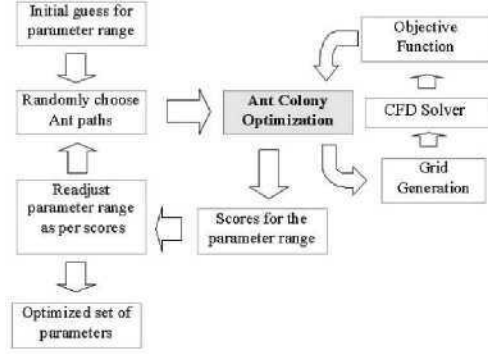 Initial guess for
parameter range
Randomly choose
Ant paths
Ant Colony
Optimization
Objective
Function
CFD Solver
Grid
Generation
Readjust
parameter range
as per scores
Scores for the
parameter range
Optimized set of
parameters